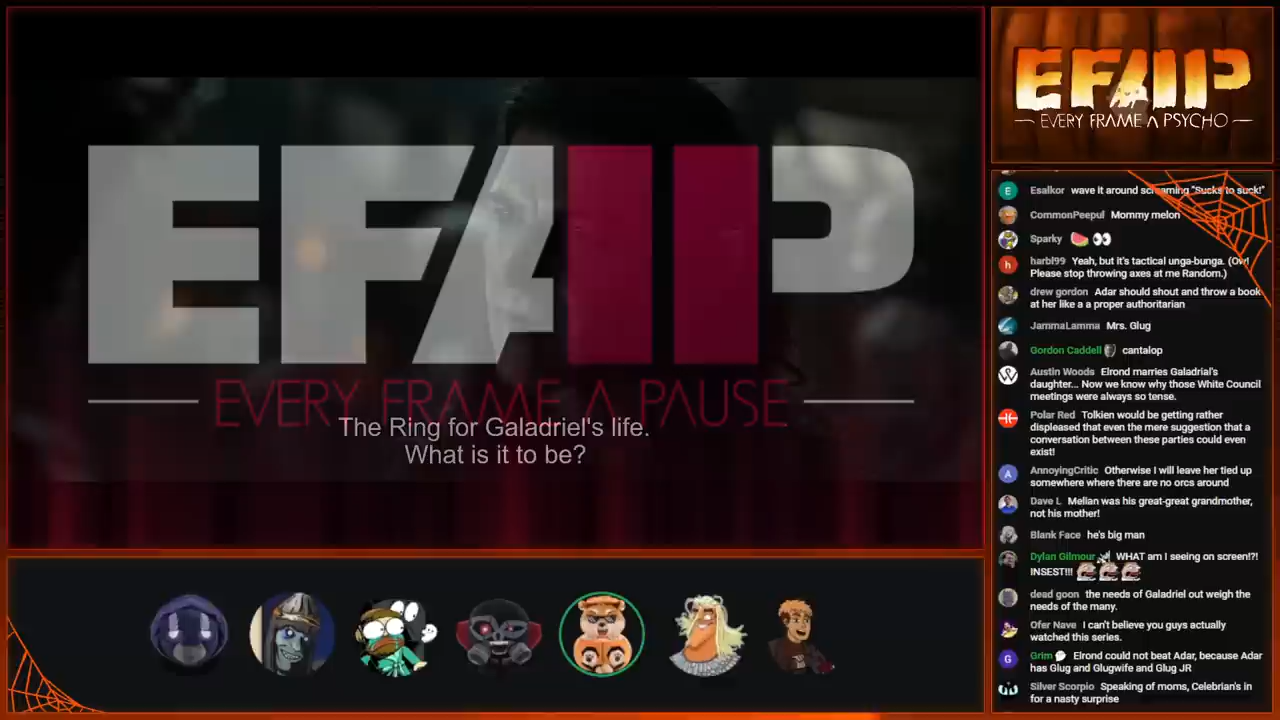 EFAIIP
EVERY FRAME A PAUSE
The Ring for Galadriel's life.
What is it to be?
EFAIIP
EVERY FRAME A PSYCHO
E Esalkor wave it around screaming "Sucks to suck!"
CommonPeepul Mommy melon
Sparky 🍉 👀
h harbl99 Yeah, but it's tactical unga-bunga. (Ow!
Please stop throwing axes at me Random.)
drew gordon Adar should shout and throw a book
at her like a a proper authoritarian
JammaLamma Mrs. Glug
Gordon Caddell cantalop
W Austin Woods Elrond marries Galadrial's
daughter... Now we know why those White Council
meetings were always so tense.
Polar Red Tolkien would be getting rather
displeased that even the mere suggestion that a
conversation between these parties could even
exist!
A AnnoyingCritic Otherwise I will leave her tied up
somewhere where there are no orcs around
Dave L Melian was his great-great grandmother,
not his mother!
Blank Face he's big man
Dylan Gilmour WHAT am I seeing on screen!?!
INSEST!!!
dead goon the needs of Galadriel out weigh the
needs of the many.
Ofer Nave I can't believe you guys actually
watched this series.
G Grim Elrond could not beat Adar, because Adar
has Glug and Glugwife and Glug JR
Silver Scorpio Speaking of moms, Celebrian's in
for a nasty surprise